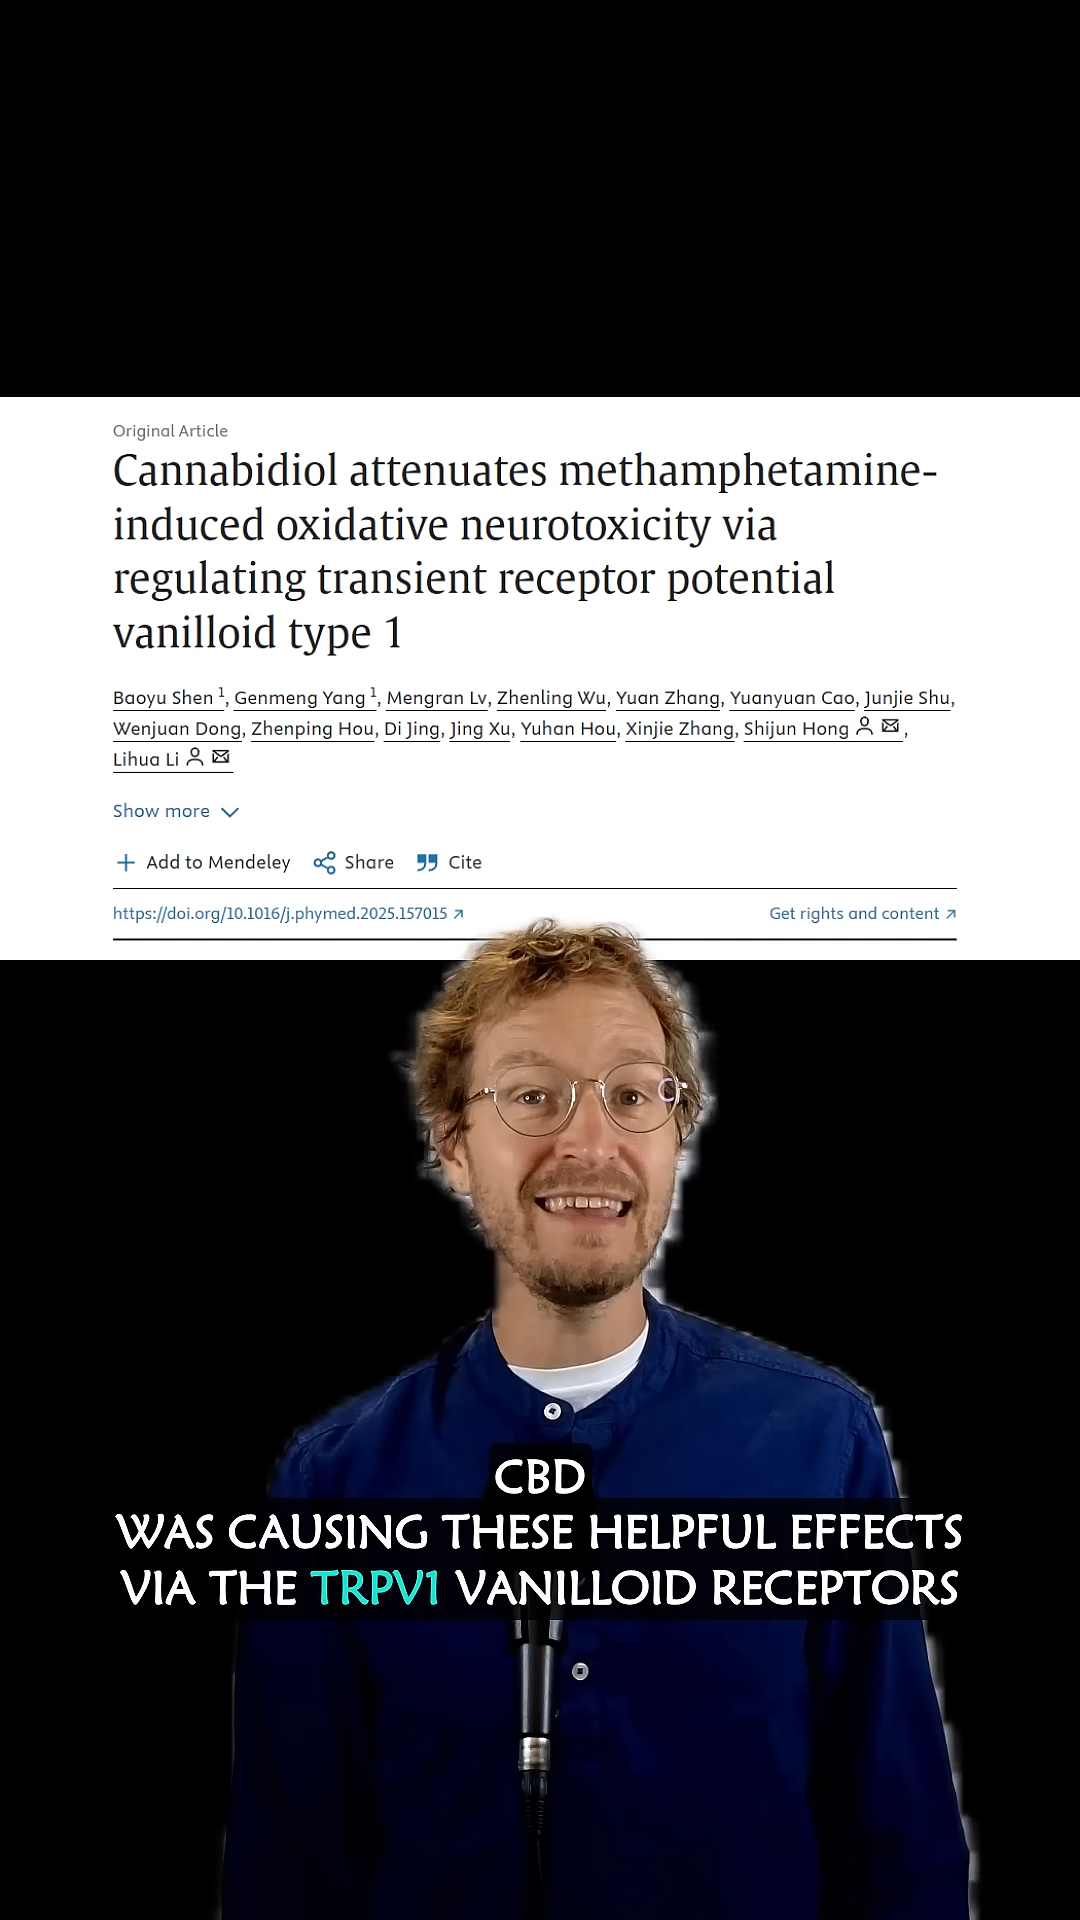 Original Article
Cannabidiol attenuates methamphetamine-
induced oxidative neurotoxicity via
regulating transient receptor potential
vanilloid type 1
Baoyu Shen 1, Genmeng Yang 1, Mengran Lv, Zhenling Wu, Yuan Zhang, Yuanyuan Cao, Junjie Shu,
Wenjuan Dong, Zhenping Hou, Di Jing, Jing Xu, Yuhan Hou, Xinjie Zhang, Shijun Hong,
Lihua Li
Show more
Add to Mendeley Share Cite
https://doi.org/10.1016/j.phymed.2025.157015 Get rights and content
CBD
WAS CAUSING THESE HELPFUL EFFECTS
VIA THE TRPV1 VANILLOID RECEPTORS